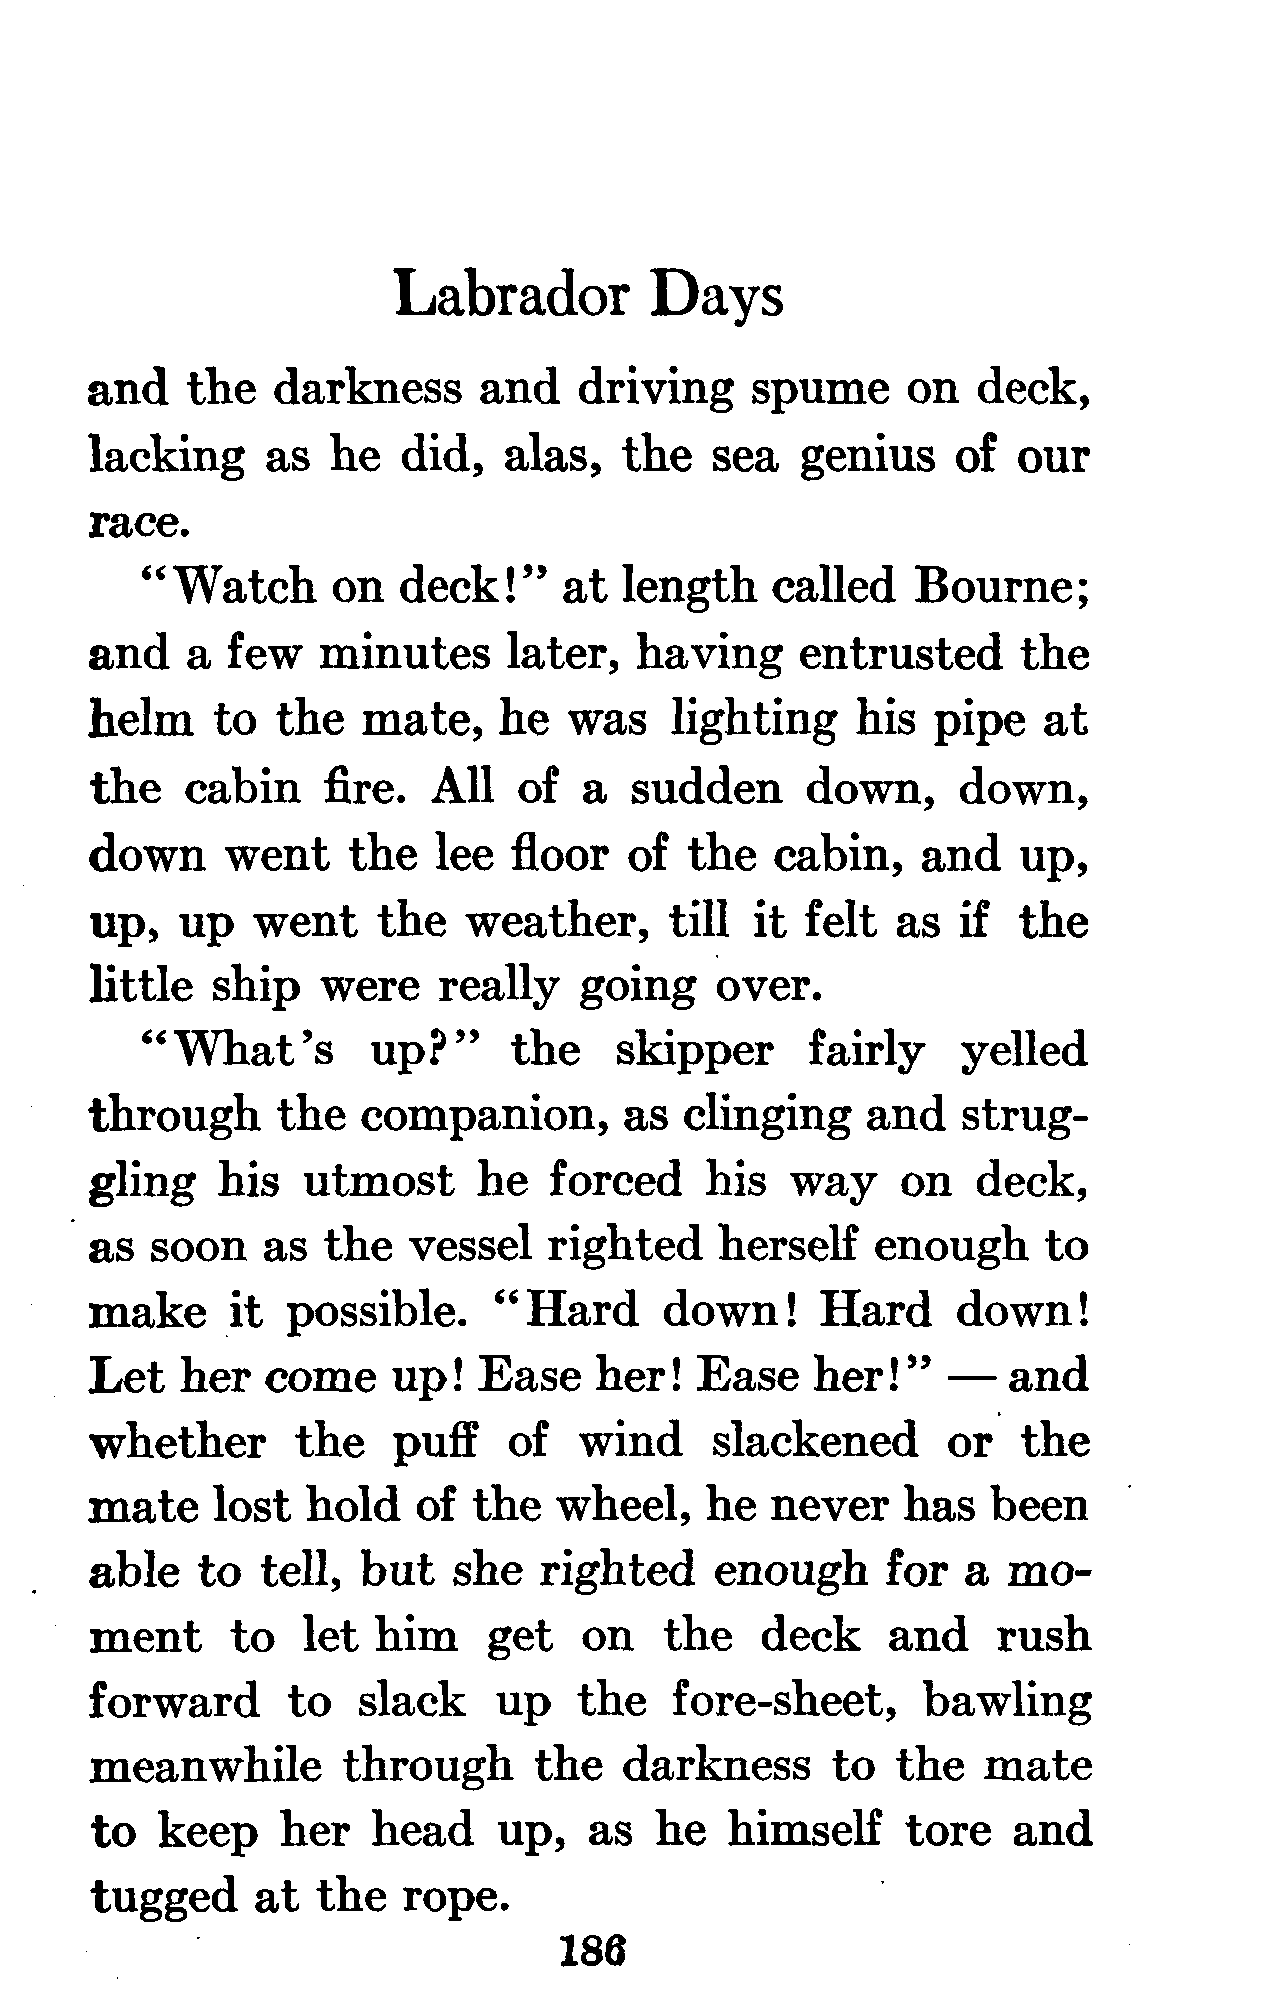 Labrador Days
and the darkness and driving spume on deck,
lacking as he did, alas, the sea genius of our
race.
"Watch on deck!" at length called Bourne;
and a few minutes later, having entrusted the
helm to the mate, he was lighting his pipe at
the cabin fire. All of a sudden down, down,
down went the lee floor of the cabin, and up,
up, up went the weather, till it felt as if the
little ship were really going over.
"What's up?" the skipper fairly yelled
through the companion, as clinging and strug-
gling his utmost he forced his way on deck,
as soon as the vessel righted herself enough to
make it possible. "Hard down! Hard down!
Let her come up! Ease her! Ease her!" — and
whether the puff of wind slackened or the
mate lost hold of the wheel, he never has been
able to tell, but she righted enough for a mo-
ment to let him get on the deck and rush
forward to slack up the fore-sheet, bawling
meanwhile through the darkness to the mate
to keep her head up, as he himself tore and
tugged at the rope.
186